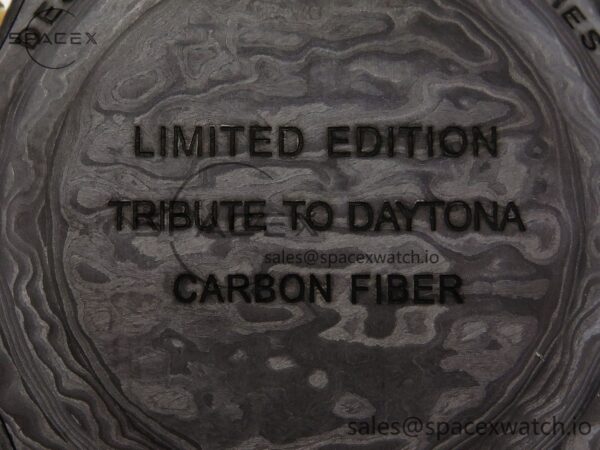 SPACEX
LIMITED EDITION
TRIBUTE TO DAYTONA
sales@spacexwatch.io
CARBON FIBER
sales@spacexwatch.io